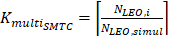 K_{multi_{SMTC}} = ⌈N_{LEO,i} / N_{LEO,simul}⌉